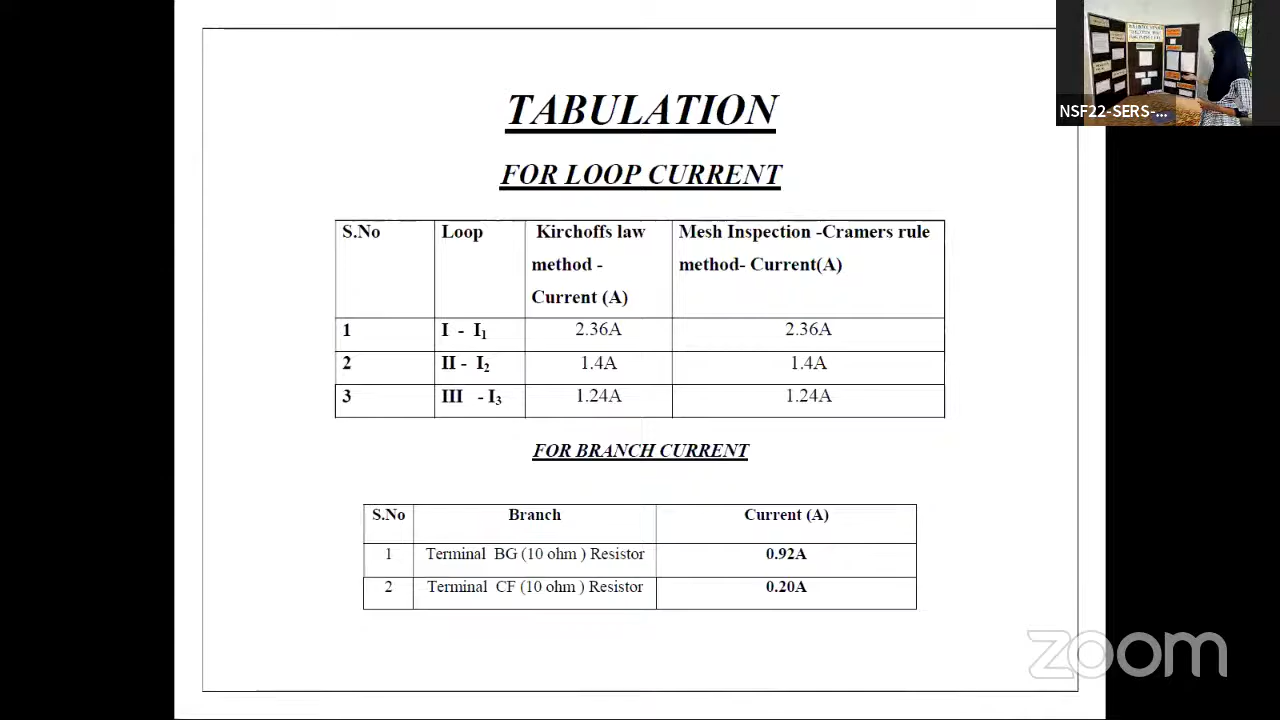 TABULATION
FOR LOOP CURRENT
S.No Loop Kirchoffs law method - Current (A) Mesh Inspection -Cramers rule method- Current(A)
1 I - I₁ 2.36A 2.36A
2 II - I₂ 1.4A 1.4A
3 III - I₃ 1.24A 1.24A
FOR BRANCH CURRENT
S.No Branch Current (A)
1 Terminal BG (10 ohm ) Resistor 0.92A
2 Terminal CF (10 ohm ) Resistor 0.20A
NSF22-SERS-...
zoom